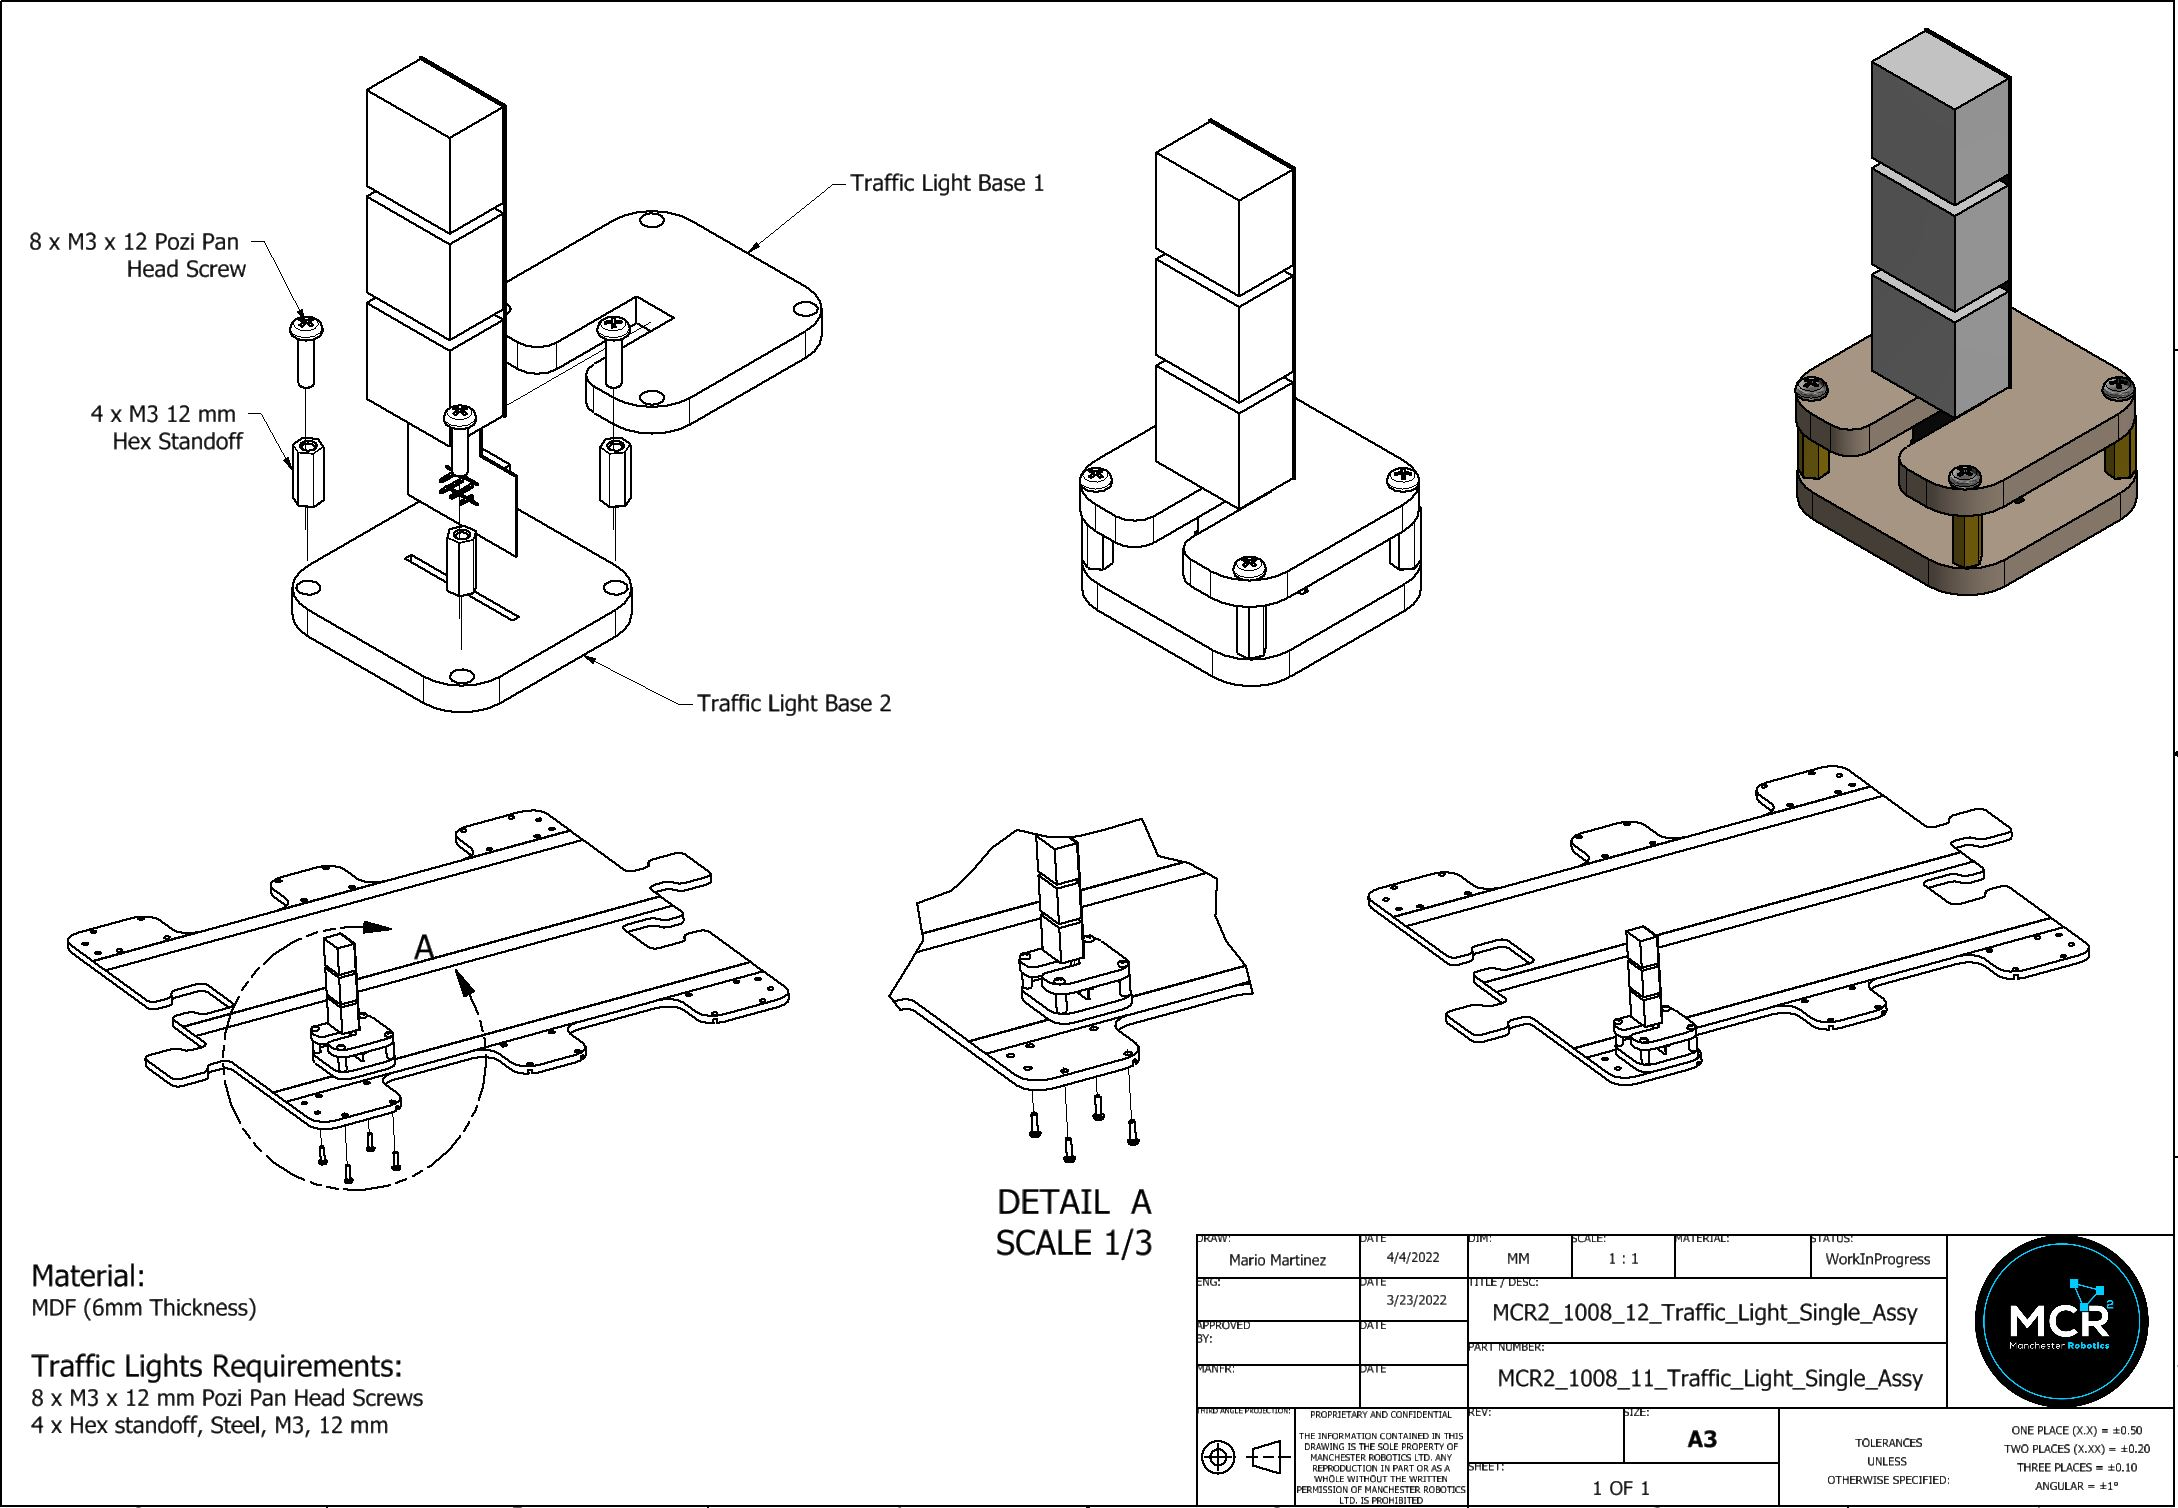 Traffic Light Base 1
8 x M3 x 12 Pozi Pan
Head Screw
4 x M3 12 mm
Hex Standoff
Traffic Light Base 2
A
DETAIL A
SCALE 1/3
Material:
MDF (6mm Thickness)
Traffic Lights Requirements:
8 x M3 x 12 mm Pozi Pan Head Screws
4 x Hex standoff, Steel, M3, 12 mm
DRAW:
Mario Martinez
DATE
4/4/2022
DIM:
MM
SCALE:
1 : 1
MATERIAL:
STATUS:
WorkInProgress
ENG:
DATE
3/23/2022
TITLE / DESC:
MCR2_1008_12_Traffic_Light_Single_Assy
APPROVED
BY:
DATE
PART NUMBER:
MCR2_1008_11_Traffic_Light_Single_Assy
MANFR:
DATE
MCR2
Manchester Robotics
THIRD ANGLE PROJECTION:
PROPRIETARY AND CONFIDENTIAL
THE INFORMATION CONTAINED IN THIS
DRAWING IS THE SOLE PROPERTY OF
MANCHESTER ROBOTICS LTD. ANY
REPRODUCTION IN PART OR AS A
WHOLE WITHOUT THE WRITTEN
PERMISSION OF MANCHESTER ROBOTICS
LTD. IS PROHIBITED
REV:
SIZE:
A3
SHEET:
1 OF 1
TOLERANCES
UNLESS
OTHERWISE SPECIFIED:
ONE PLACE (X.X) = ±0.50
TWO PLACES (X.XX) = ±0.20
THREE PLACES = ±0.10
ANGULAR = ±1°